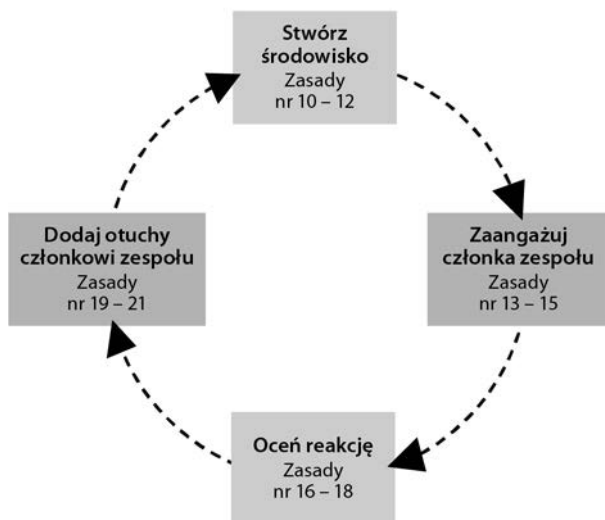 Stwórz
środowisko
Zasady
nr 10 – 12
Dodaj otuchy
członkowi zespołu
Zasady
nr 19 – 21
Zaangażuj
członka zespołu
Zasady
nr 13 – 15
Oceń reakcję
Zasady
nr 16 – 18